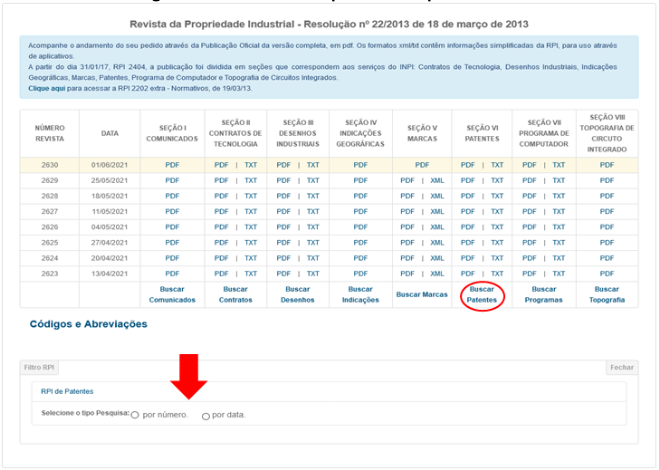 Revista da Propriedade Industrial - Resolução nº 22/2013 de 18 de março de 2013
Acompanhe o andamento do seu pedido através da Publicação Oficial da versão completa, em pdf. Os formatos xml/td contêm informações simplificadas da RPI, para uso através
de aplicativos.
A partir do dia 31/01/17, RPI 2404, a publicação foi dividida em seções que correspondem aos serviços do INPI: Contratos de Tecnologia, Desenhos Industriais, Indicações
Geográficas, Marcas, Patentes, Programa de Computador e Topografia de Circuitos Integrados.
Clique aqui para acessar a RPI 2202 extra - Normativos, de 19/03/13.
NÚMERO REVISTA DATA SEÇÃO I COMUNICADOS SEÇÃO II CONTRATOS DE TECNOLOGIA SEÇÃO III DESENHOS INDUSTRIAIS SEÇÃO IV INDICAÇÕES GEOGRÁFICAS SEÇÃO V MARCAS SEÇÃO VI PATENTES SEÇÃO VII PROGRAMA DE COMPUTADOR SEÇÃO VIII TOPOGRAFIA DE CIRCUTO INTEGRADO
2630 01/06/2021 PDF PDF | TXT PDF | TXT PDF PDF PDF | TXT PDF | TXT PDF
2629 25/05/2021 PDF PDF | TXT PDF | TXT PDF PDF | XML PDF | TXT PDF | TXT PDF
2628 18/05/2021 PDF PDF | TXT PDF | TXT PDF PDF | XML PDF | TXT PDF | TXT PDF
2627 11/05/2021 PDF PDF | TXT PDF | TXT PDF PDF | XML PDF | TXT PDF | TXT PDF
2626 04/05/2021 PDF PDF | TXT PDF | TXT PDF PDF | XML PDF | TXT PDF | TXT PDF
2625 27/04/2021 PDF PDF | TXT PDF | TXT PDF PDF | XML PDF | TXT PDF | TXT PDF
2624 20/04/2021 PDF PDF | TXT PDF | TXT PDF PDF | XML PDF | TXT PDF | TXT PDF
2623 13/04/2021 PDF PDF | TXT PDF | TXT PDF PDF | XML PDF | TXT PDF | TXT PDF
Buscar Comunicados Buscar Contratos Buscar Desenhos Buscar Indicações Buscar Marcas Buscar Patentes Buscar Programas Buscar Topografia
Códigos e Abreviações
Filtro RPI Fechar
RPI de Patentes
Selecione o tipo Pesquisa: por número. por data.